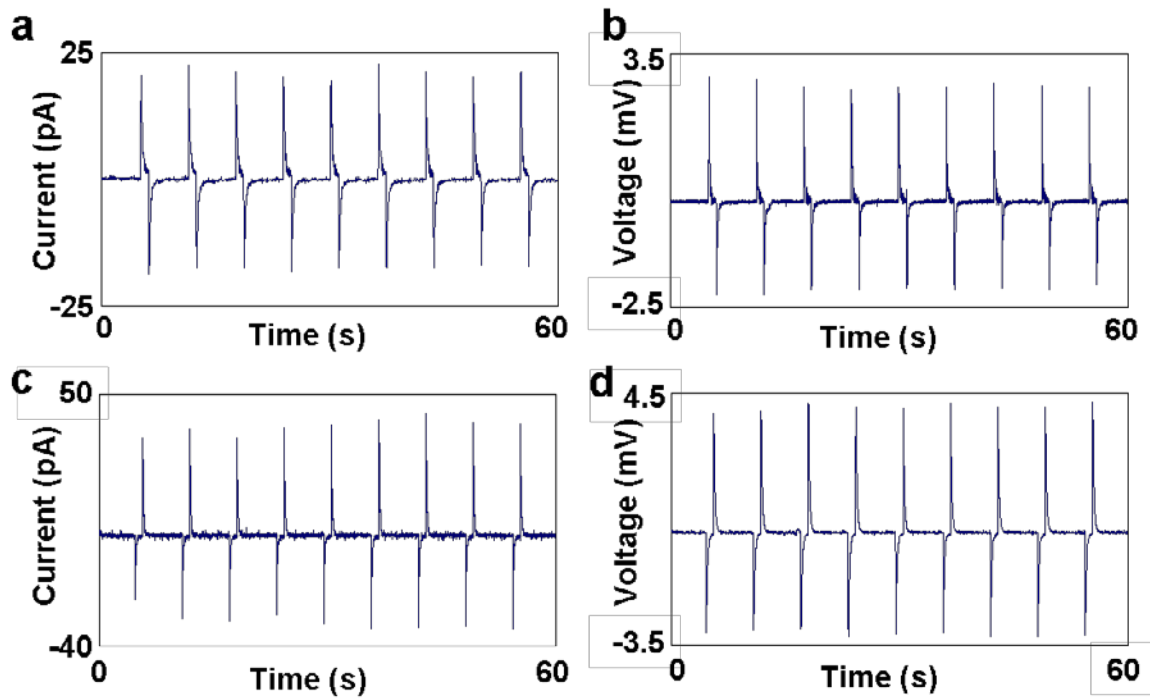 a
25
Current (pA)
-25
0
Time (s)
60
b
3.5
Voltage (mV)
-2.5
0
Time (s)
60
c
50
Current (pA)
-40
0
Time (s)
60
d
4.5
Voltage (mV)
-3.5
0
Time (s)
60